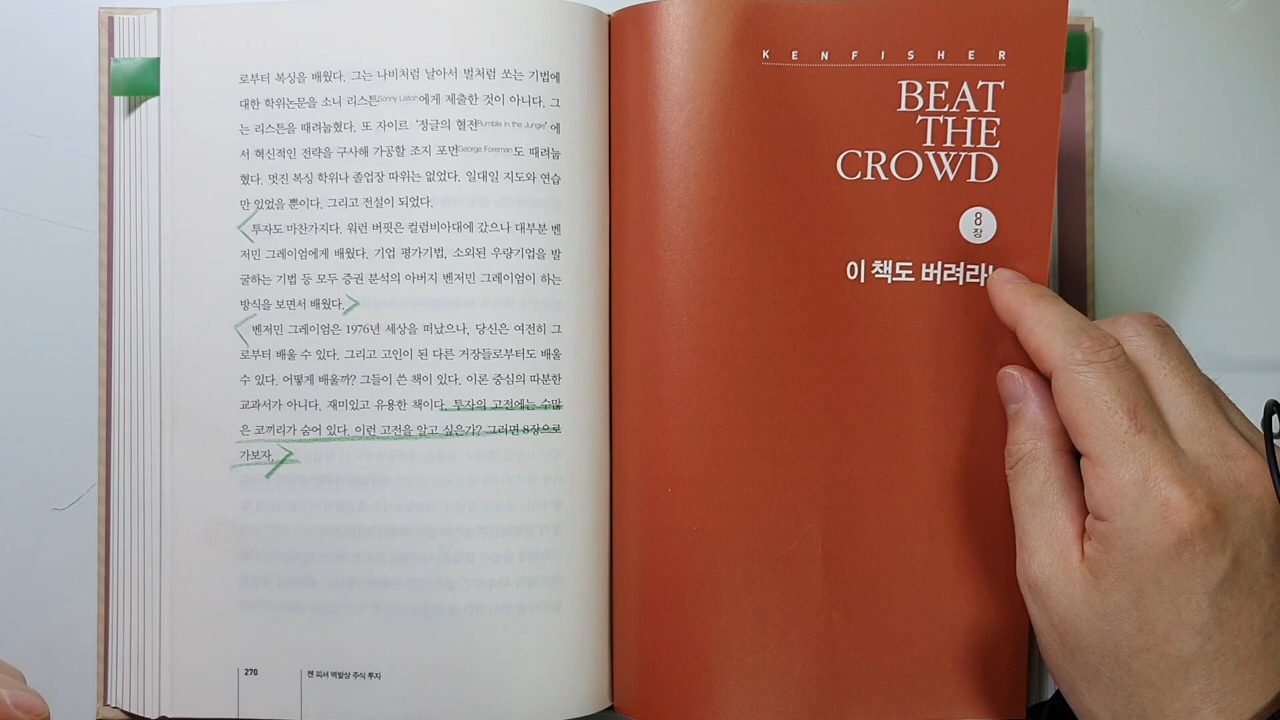 로부터 복싱을 배웠다. 그는 나비처럼 날아서 벌처럼 쏘는 기법에
대한 학위논문을 소니 리스튼Sonny Liston에게 제출한 것이 아니다. 그
는 리스튼을 때려눕혔다. 또 자이르 ‘정글의 혈전Rumble in the Jungle’에
서 혁신적인 전략을 구사해 가공할 조지 포먼George Foreman도 때려눕
혔다. 멋진 복싱 학위나 졸업장 따위는 없었다. 일대일 지도와 연습
만 있었을 뿐이다. 그리고 전설이 되었다.
투자도 마찬가지다. 워런 버핏은 컬럼비아대에 갔으나 대부분 벤
저민 그레이엄에게 배웠다. 기업 평가기법, 소외된 우량기업을 발
굴하는 기법 등 모두 증권 분석의 아버지 벤저민 그레이엄이 하는
방식을 보면서 배웠다.
벤저민 그레이엄은 1976년 세상을 떠났으나, 당신은 여전히 그
로부터 배울 수 있다. 그리고 고인이 된 다른 거장들로부터도 배울
수 있다. 어떻게 배울까? 그들이 쓴 책이 있다. 이론 중심의 따분한
교과서가 아니다. 재미있고 유용한 책이다. 투자의 고전에는 수많
은 코끼리가 숨어 있다. 이런 고전을 알고 싶은가? 그러면 8장으로
가보자.
270
켄 피셔 역발상 주식 투자
KENFISHER
BEAT
THE
CROWD
8
장
이 책도 버려라!